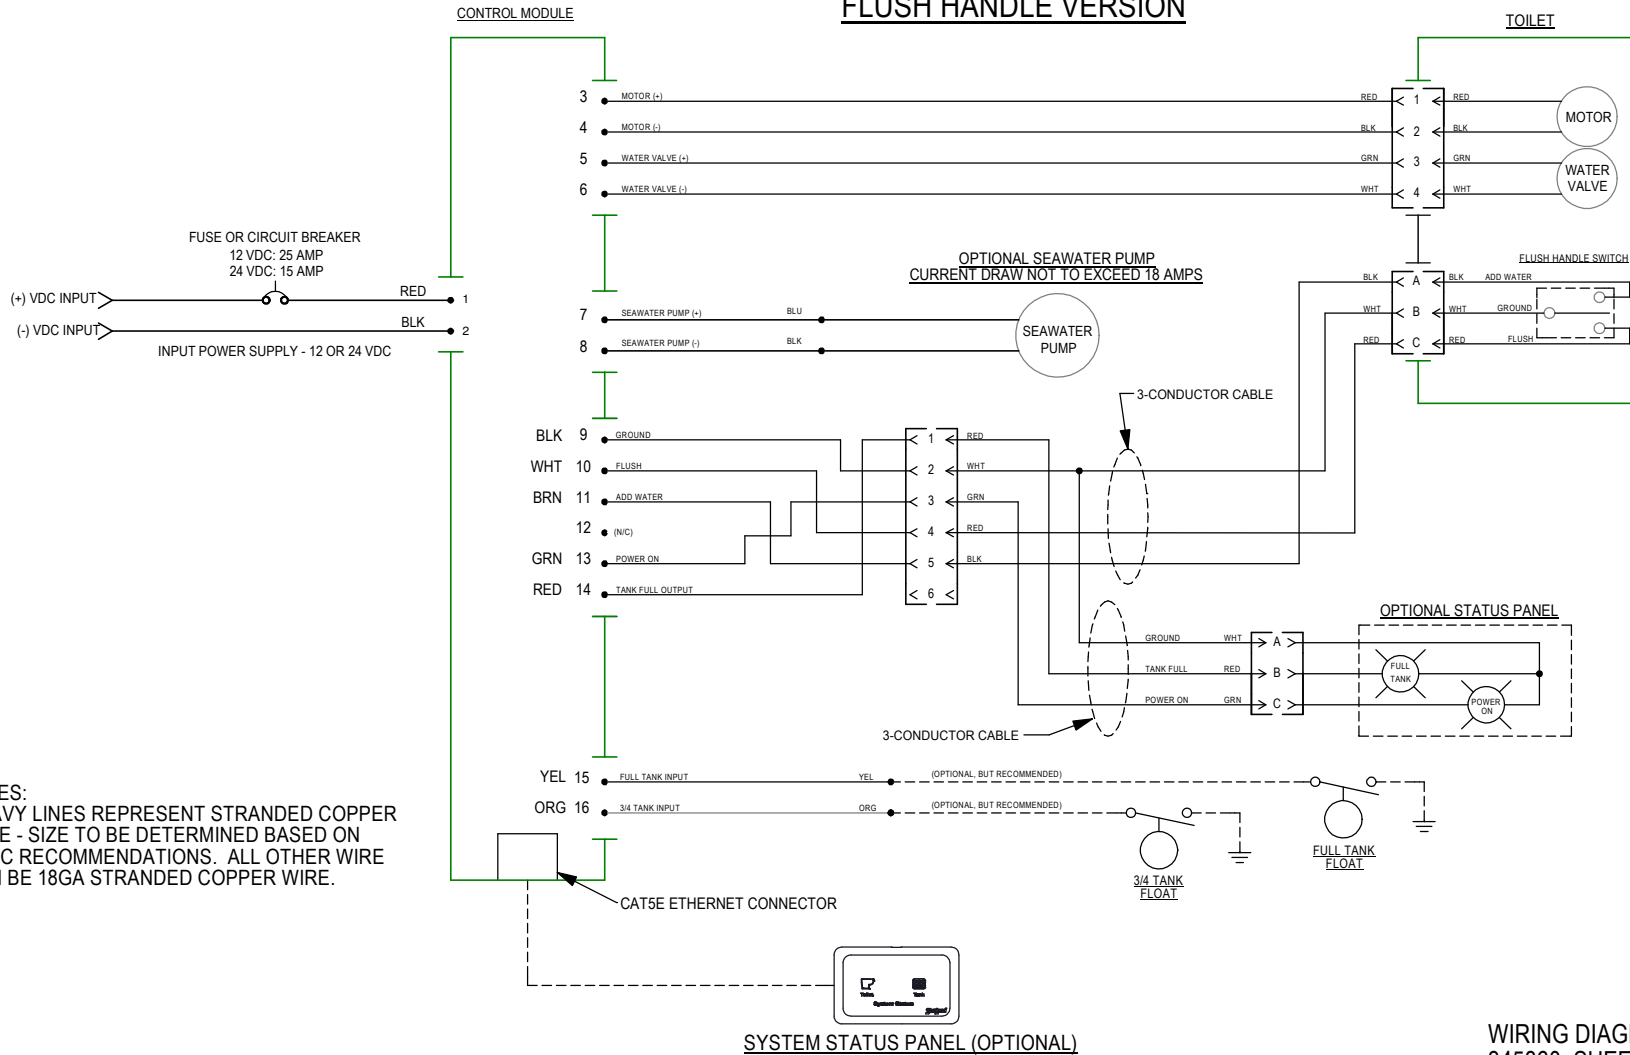 FLUSH HANDLE VERSION
CONTROL MODULE
TOILET
3 MOTOR (+) RED 1 RED
4 MOTOR (-) BLK 2 BLK
MOTOR
5 WATER VALVE (+) GRN 3 GRN
6 WATER VALVE (-) WHT 4 WHT
WATER
VALVE
FUSE OR CIRCUIT BREAKER
12 VDC: 25 AMP
24 VDC: 15 AMP
(+) VDC INPUT RED 1
(-) VDC INPUT BLK 2
INPUT POWER SUPPLY - 12 OR 24 VDC
OPTIONAL SEAWATER PUMP
CURRENT DRAW NOT TO EXCEED 18 AMPS
7 SEAWATER PUMP (+) BLU
8 SEAWATER PUMP (-) BLK
SEAWATER
PUMP
FLUSH HANDLE SWITCH
BLK A BLK ADD WATER
WHT B WHT GROUND
RED C RED FLUSH
3-CONDUCTOR CABLE
BLK 9 GROUND 1 RED
WHT 10 FLUSH 2 WHT
BRN 11 ADD WATER 3 GRN
12 (N/C) 4 RED
GRN 13 POWER ON 5 BLK
RED 14 TANK FULL OUTPUT 6
OPTIONAL STATUS PANEL
GROUND WHT A
TANK FULL RED B
POWER ON GRN C
FULL
TANK
POWER
ON
3-CONDUCTOR CABLE
YEL 15 FULL TANK INPUT YEL (OPTIONAL, BUT RECOMMENDED)
ORG 16 3/4 TANK INPUT ORG (OPTIONAL, BUT RECOMMENDED)
FULL TANK
FLOAT
3/4 TANK
FLOAT
ES:
AVY LINES REPRESENT STRANDED COPPER
E - SIZE TO BE DETERMINED BASED ON
C RECOMMENDATIONS. ALL OTHER WIRE
BE 18GA STRANDED COPPER WIRE.
CAT5E ETHERNET CONNECTOR
Toilet Tank
System Status
SYSTEM STATUS PANEL (OPTIONAL)
WIRING DIAG